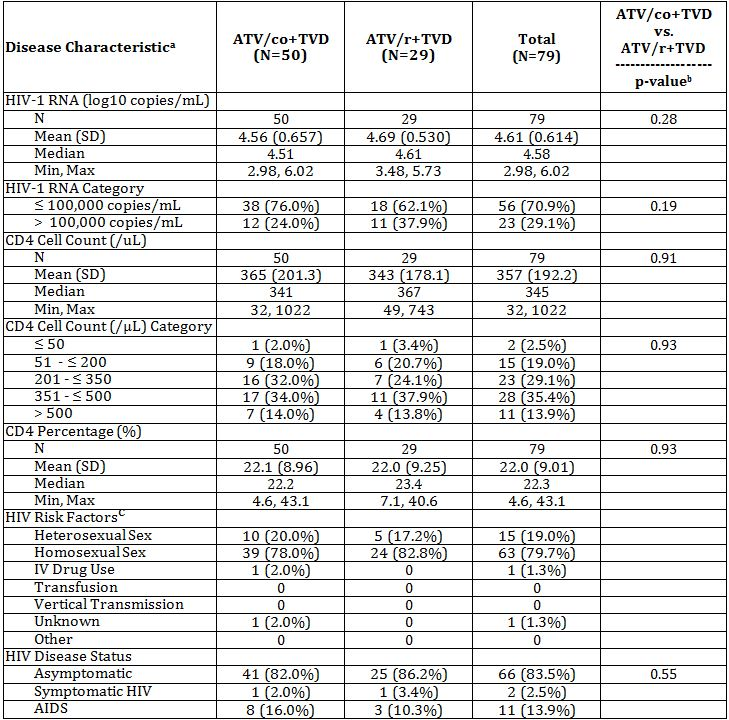 Disease Characteristicᵃ ATV/co+TVD (N=50) ATV/r+TVD (N=29) Total (N=79) ATV/co+TVD vs. ATV/r+TVD ------------------- p-valueᵇ
HIV-1 RNA (log10 copies/mL)
N 50 29 79 0.28
Mean (SD) 4.56 (0.657) 4.69 (0.530) 4.61 (0.614)
Median 4.51 4.61 4.58
Min, Max 2.98, 6.02 3.48, 5.73 2.98, 6.02
HIV-1 RNA Category
≤ 100,000 copies/mL 38 (76.0%) 18 (62.1%) 56 (70.9%) 0.19
> 100,000 copies/mL 12 (24.0%) 11 (37.9%) 23 (29.1%)
CD4 Cell Count (/uL)
N 50 29 79 0.91
Mean (SD) 365 (201.3) 343 (178.1) 357 (192.2)
Median 341 367 345
Min, Max 32, 1022 49, 743 32, 1022
CD4 Cell Count (/µL) Category
≤ 50 1 (2.0%) 1 (3.4%) 2 (2.5%) 0.93
51 - ≤ 200 9 (18.0%) 6 (20.7%) 15 (19.0%)
201 - ≤ 350 16 (32.0%) 7 (24.1%) 23 (29.1%)
351 - ≤ 500 17 (34.0%) 11 (37.9%) 28 (35.4%)
> 500 7 (14.0%) 4 (13.8%) 11 (13.9%)
CD4 Percentage (%)
N 50 29 79 0.93
Mean (SD) 22.1 (8.96) 22.0 (9.25) 22.0 (9.01)
Median 22.2 23.4 22.3
Min, Max 4.6, 43.1 7.1, 40.6 4.6, 43.1
HIV Risk Factorsᶜ
Heterosexual Sex 10 (20.0%) 5 (17.2%) 15 (19.0%)
Homosexual Sex 39 (78.0%) 24 (82.8%) 63 (79.7%)
IV Drug Use 1 (2.0%) 0 1 (1.3%)
Transfusion 0 0 0
Vertical Transmission 0 0 0
Unknown 1 (2.0%) 0 1 (1.3%)
Other 0 0 0
HIV Disease Status
Asymptomatic 41 (82.0%) 25 (86.2%) 66 (83.5%) 0.55
Symptomatic HIV 1 (2.0%) 1 (3.4%) 2 (2.5%)
AIDS 8 (16.0%) 3 (10.3%) 11 (13.9%)